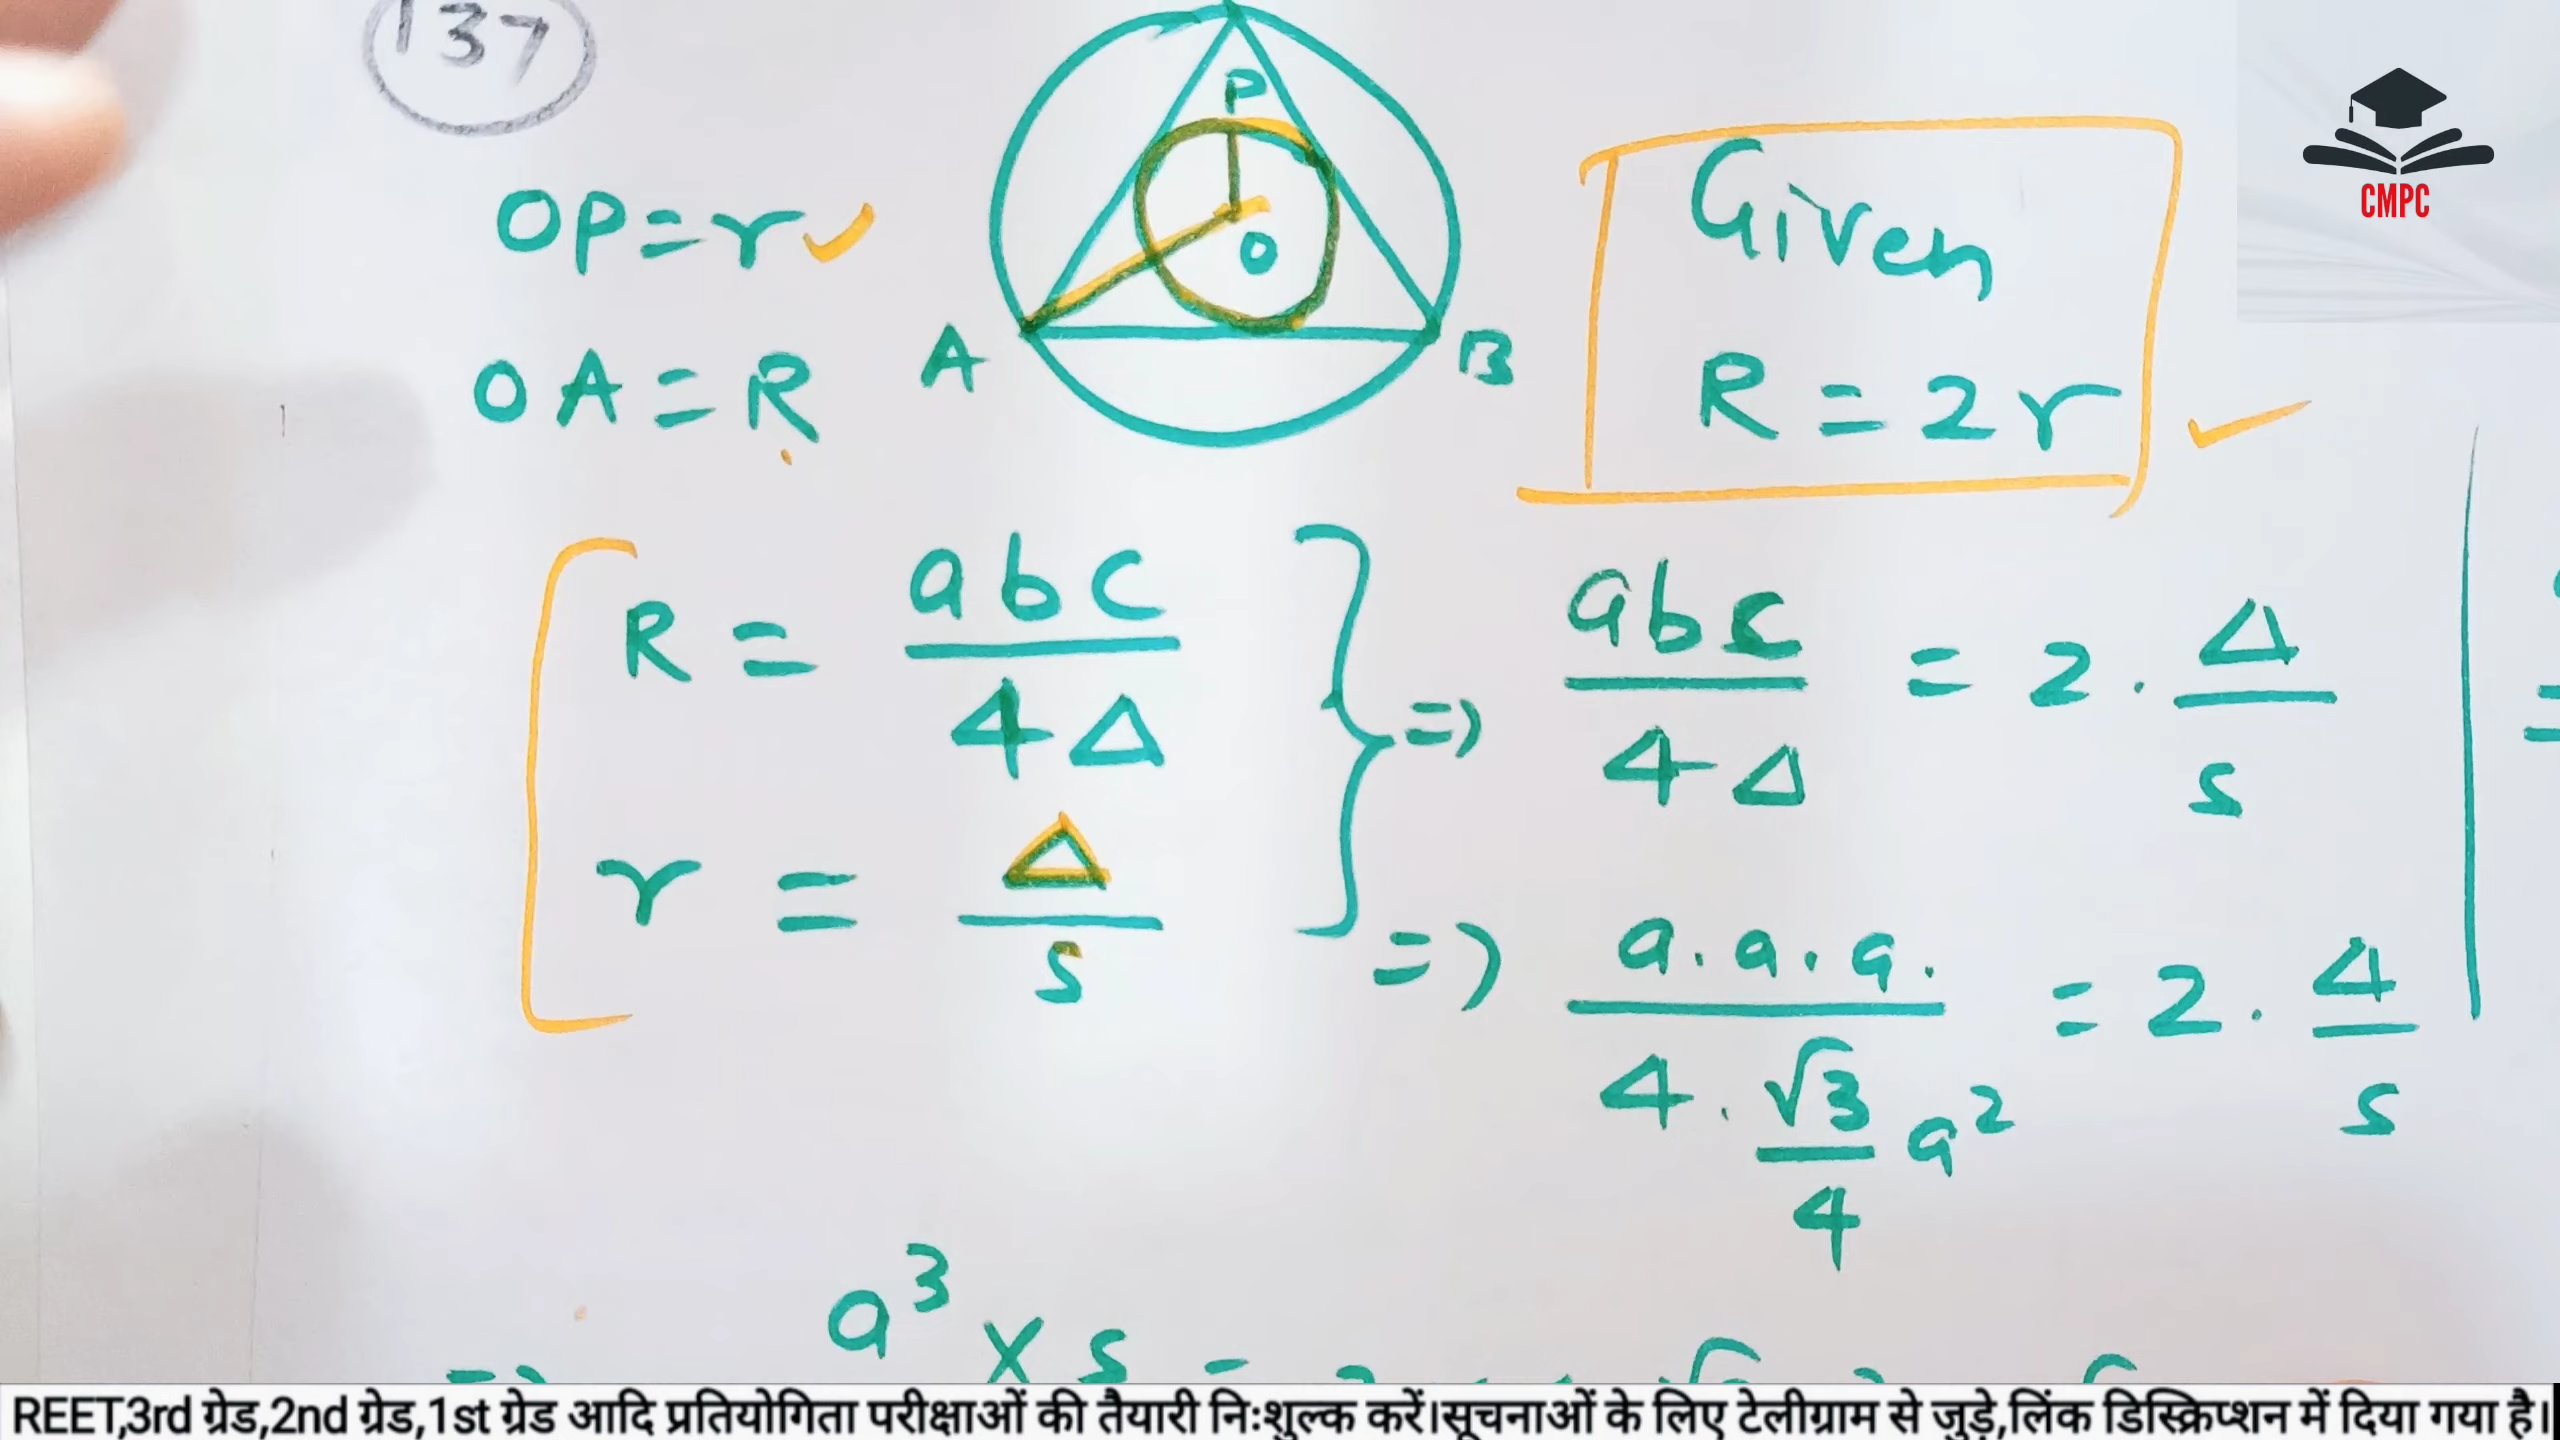 137
P
O
A
B
OP=r✓
OA=R
Given
R=2r
✓
CMPC
R = abc
4Δ
r = Δ
s
=> abc = 2. Δ
4Δ s
=> a.a.a. = 2. Δ
4. √3 a² s
4
a³ x s
REET,3rd ग्रेड,2nd ग्रेड,1st ग्रेड आदि प्रतियोगिता परीक्षाओं की तैयारी निःशुल्क करें।सूचनाओं के लिए टेलीग्राम से जुड़े,लिंक डिस्क्रिप्शन में दिया गया है।